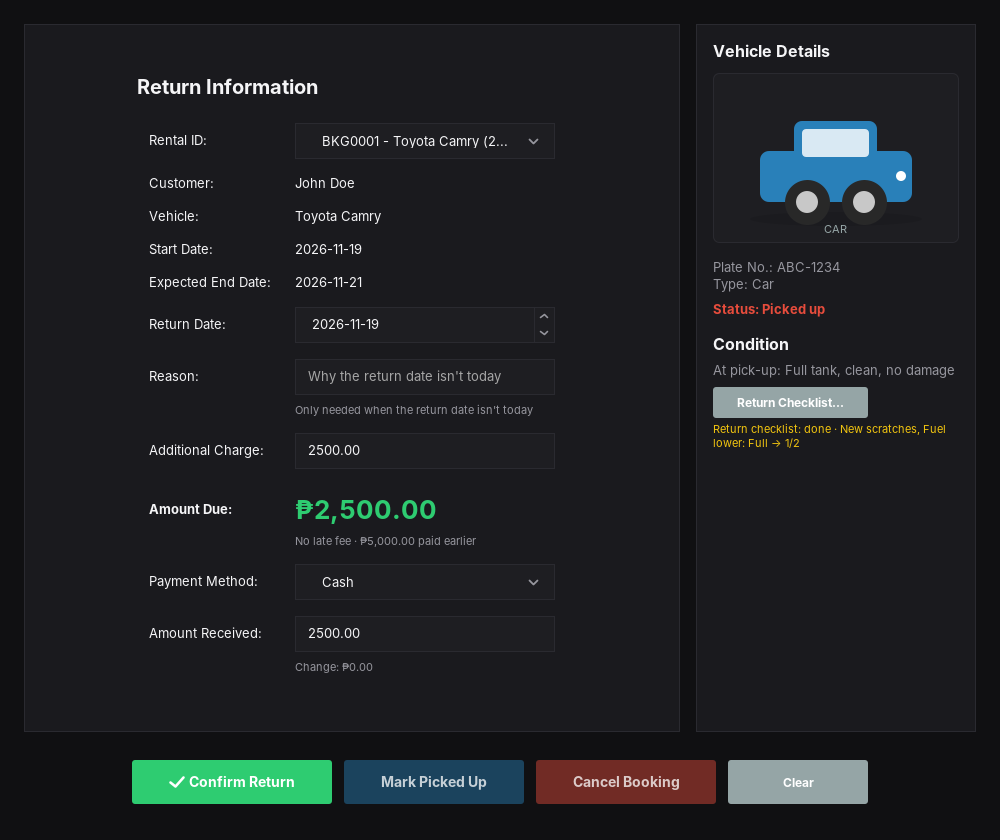 Return Information
Rental ID: BKG0001 - Toyota Camry (2...
Customer: John Doe
Vehicle: Toyota Camry
Start Date: 2026-11-19
Expected End Date: 2026-11-21
Return Date: 2026-11-19
Reason: Why the return date isn't today
Only needed when the return date isn't today
Additional Charge: 2500.00
Amount Due: ₱2,500.00
No late fee · ₱5,000.00 paid earlier
Payment Method: Cash
Amount Received: 2500.00
Change: ₱0.00
Vehicle Details
CAR
Plate No.: ABC-1234
Type: Car
Status: Picked up
Condition
At pick-up: Full tank, clean, no damage
Return Checklist...
Return checklist: done · New scratches, Fuel
lower: Full → 1/2
Confirm Return
Mark Picked Up
Cancel Booking
Clear